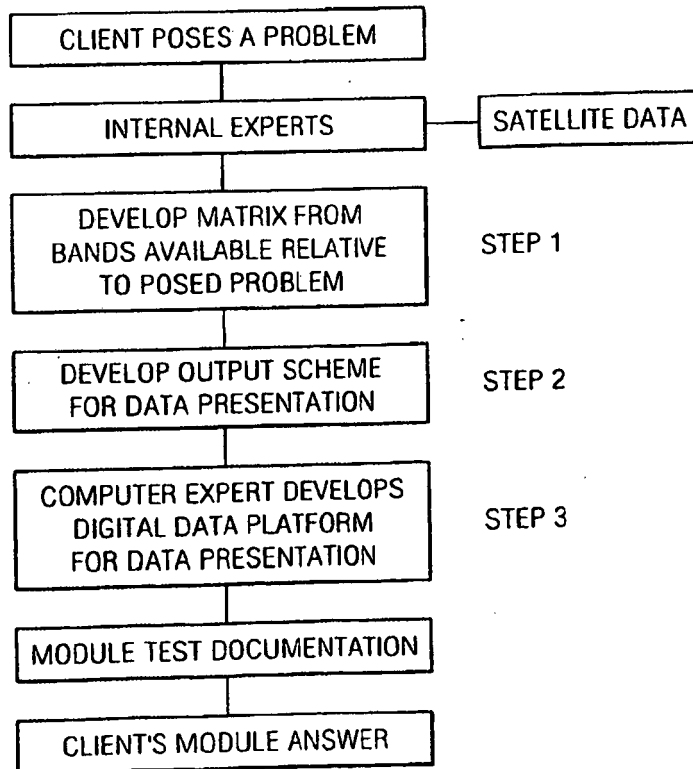 CLIENT POSES A PROBLEM
INTERNAL EXPERTS
SATELLITE DATA
DEVELOP MATRIX FROM
BANDS AVAILABLE RELATIVE
TO POSED PROBLEM
STEP 1
DEVELOP OUTPUT SCHEME
FOR DATA PRESENTATION
STEP 2
COMPUTER EXPERT DEVELOPS
DIGITAL DATA PLATFORM
FOR DATA PRESENTATION
STEP 3
MODULE TEST DOCUMENTATION
CLIENT'S MODULE ANSWER